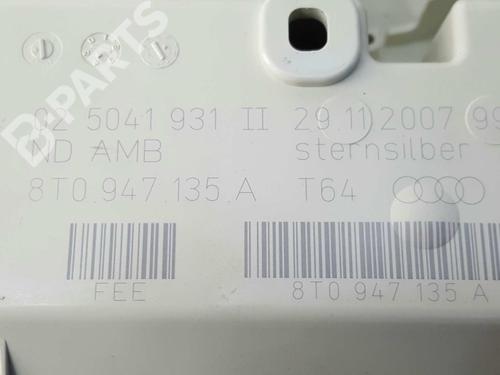 B-PARTS
02 5041 931 II 29.11.2007 99
ND AMB sternsilber
8T0.947.135.A T64
FEE
8T0 947 135 A